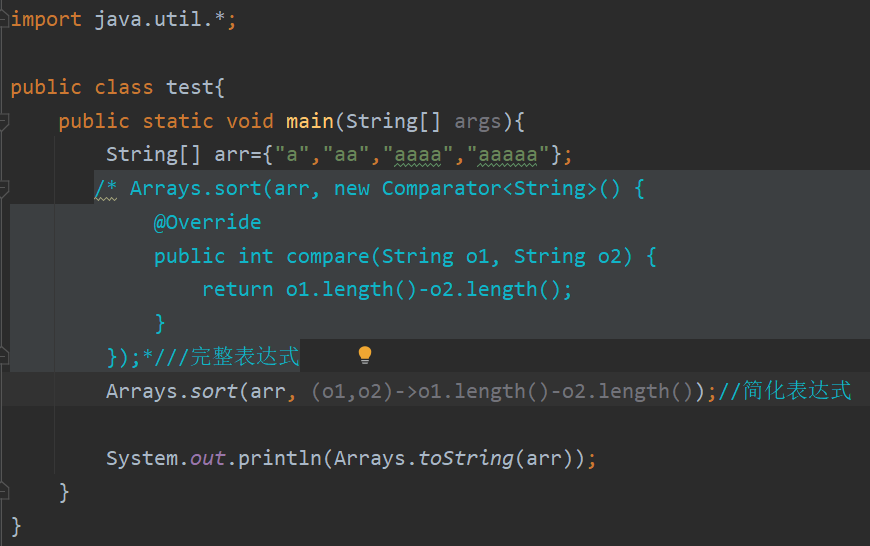 import java.util.*;
public class test{
public static void main(String[] args){
String[] arr={"a","aa","aaaa","aaaaa"};
/* Arrays.sort(arr, new Comparator<String>() {
@Override
public int compare(String o1, String o2) {
return o1.length()-o2.length();
}
});*///完整表达式
Arrays.sort(arr, (o1,o2)->o1.length()-o2.length());//简化表达式
System.out.println(Arrays.toString(arr));
}
}